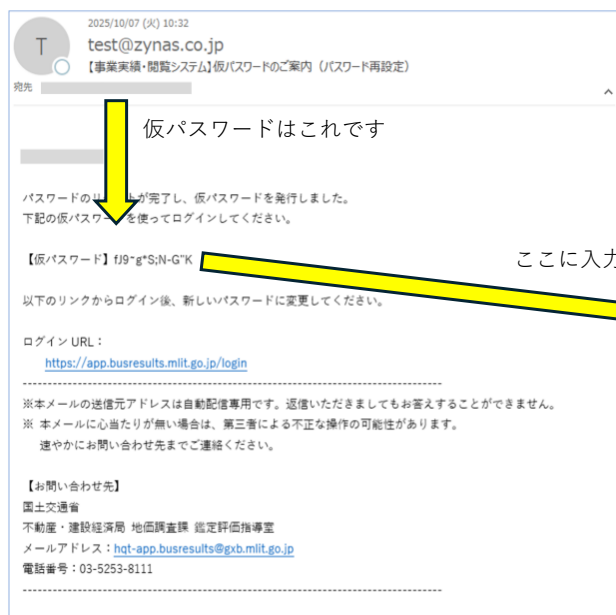 2025/10/07 (火) 10:32
T
test@zynas.co.jp
【事業実績・閲覧システム】仮パスワードのご案内（パスワード再設定）
宛先
仮パスワードはこれです
パスワードのリ が完了し、仮パスワードを発行しました。
下記の仮パスワ を使ってログインしてください。
【仮パスワード】fJ9~g*S;N-G"K
ここに入力
以下のリンクからログイン後、新しいパスワードに変更してください。
ログイン URL：
https://app.busresults.mlit.go.jp/login
------------------------------------------------------------------------------------
※本メールの送信元アドレスは自動配信専用です。返信いただきましてもお答えすることができません。
※ 本メールに心当たりが無い場合は、第三者による不正な操作の可能性があります。
速やかにお問い合わせ先までご連絡ください。
【お問い合わせ先】
国土交通省
不動産・建設経済局 地価調査課 鑑定評価指導室
メールアドレス：hqt-app.busresults@gxb.mlit.go.jp
電話番号：03-5253-8111
------------------------------------------------------------------------------------